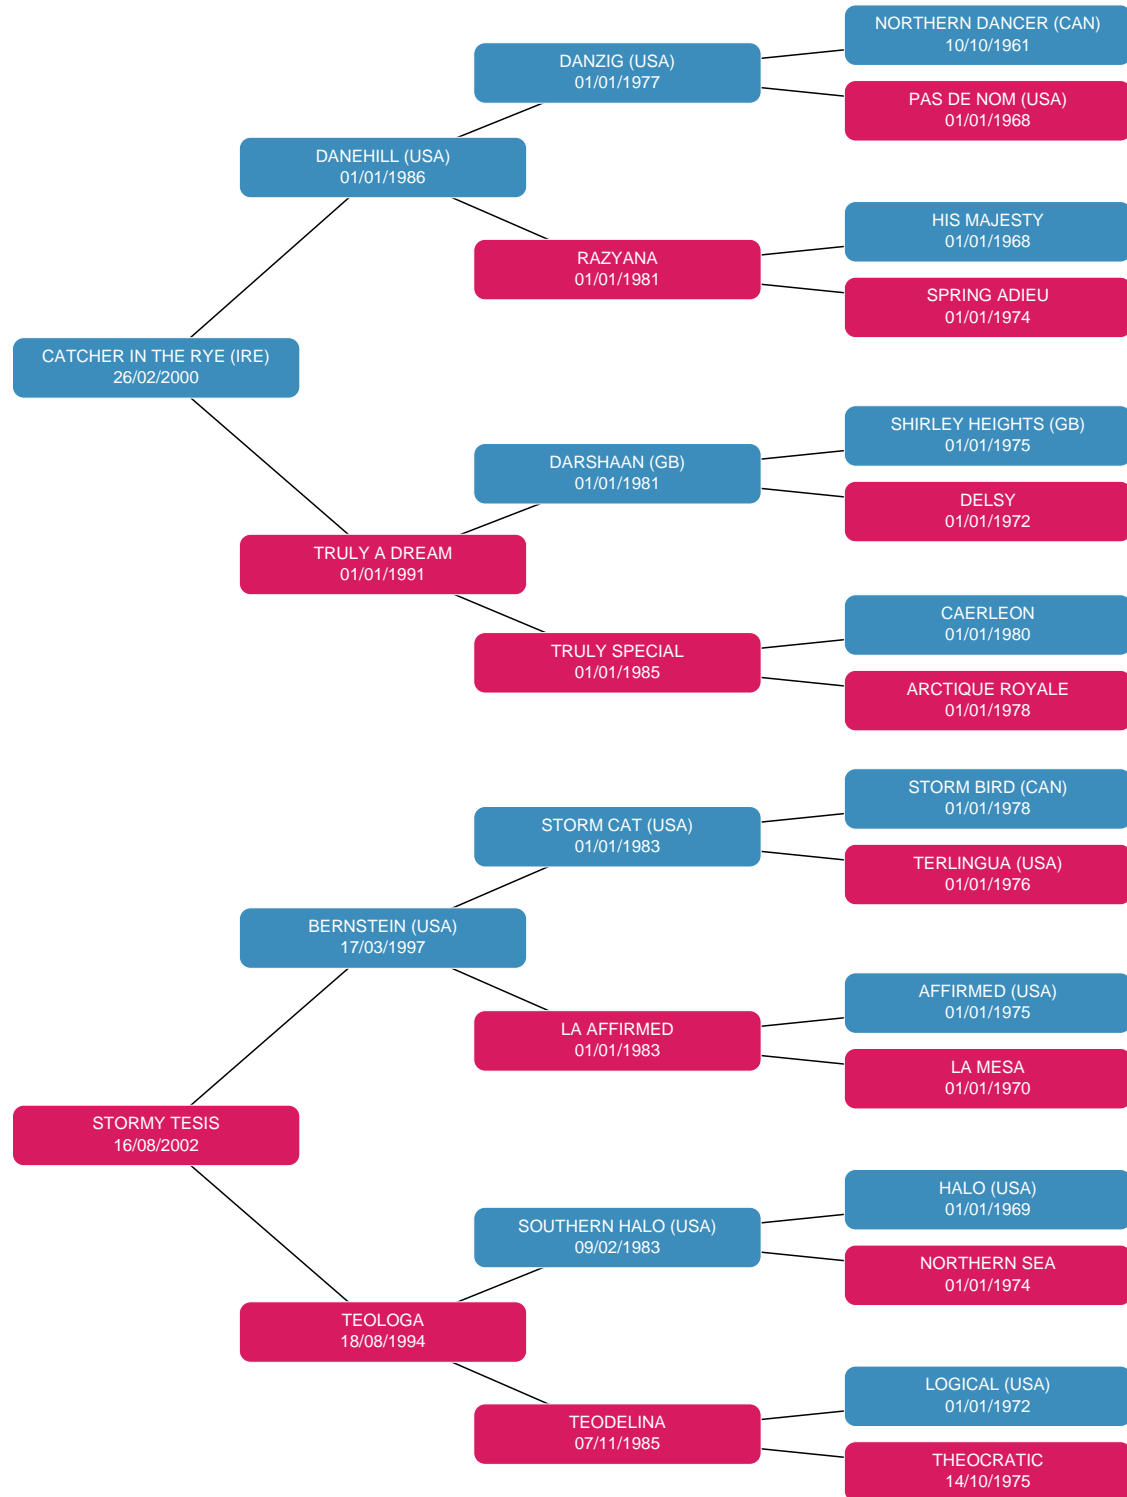 NORTHERN DANCER (CAN)
10/10/1961
DANZIG (USA)
01/01/1977
PAS DE NOM (USA)
01/01/1968
DANEHILL (USA)
01/01/1986
HIS MAJESTY
01/01/1968
RAZYANA
01/01/1981
SPRING ADIEU
01/01/1974
CATCHER IN THE RYE (IRE)
26/02/2000
SHIRLEY HEIGHTS (GB)
01/01/1975
DARSHAAN (GB)
01/01/1981
DELSY
01/01/1972
TRULY A DREAM
01/01/1991
CAERLEON
01/01/1980
TRULY SPECIAL
01/01/1985
ARCTIQUE ROYALE
01/01/1978
STORM BIRD (CAN)
01/01/1978
STORM CAT (USA)
01/01/1983
TERLINGUA (USA)
01/01/1976
BERNSTEIN (USA)
17/03/1997
AFFIRMED (USA)
01/01/1975
LA AFFIRMED
01/01/1983
LA MESA
01/01/1970
STORMY TESIS
16/08/2002
HALO (USA)
01/01/1969
SOUTHERN HALO (USA)
09/02/1983
NORTHERN SEA
01/01/1974
TEOLOGA
18/08/1994
LOGICAL (USA)
01/01/1972
TEODELINA
07/11/1985
THEOCRATIC
14/10/1975